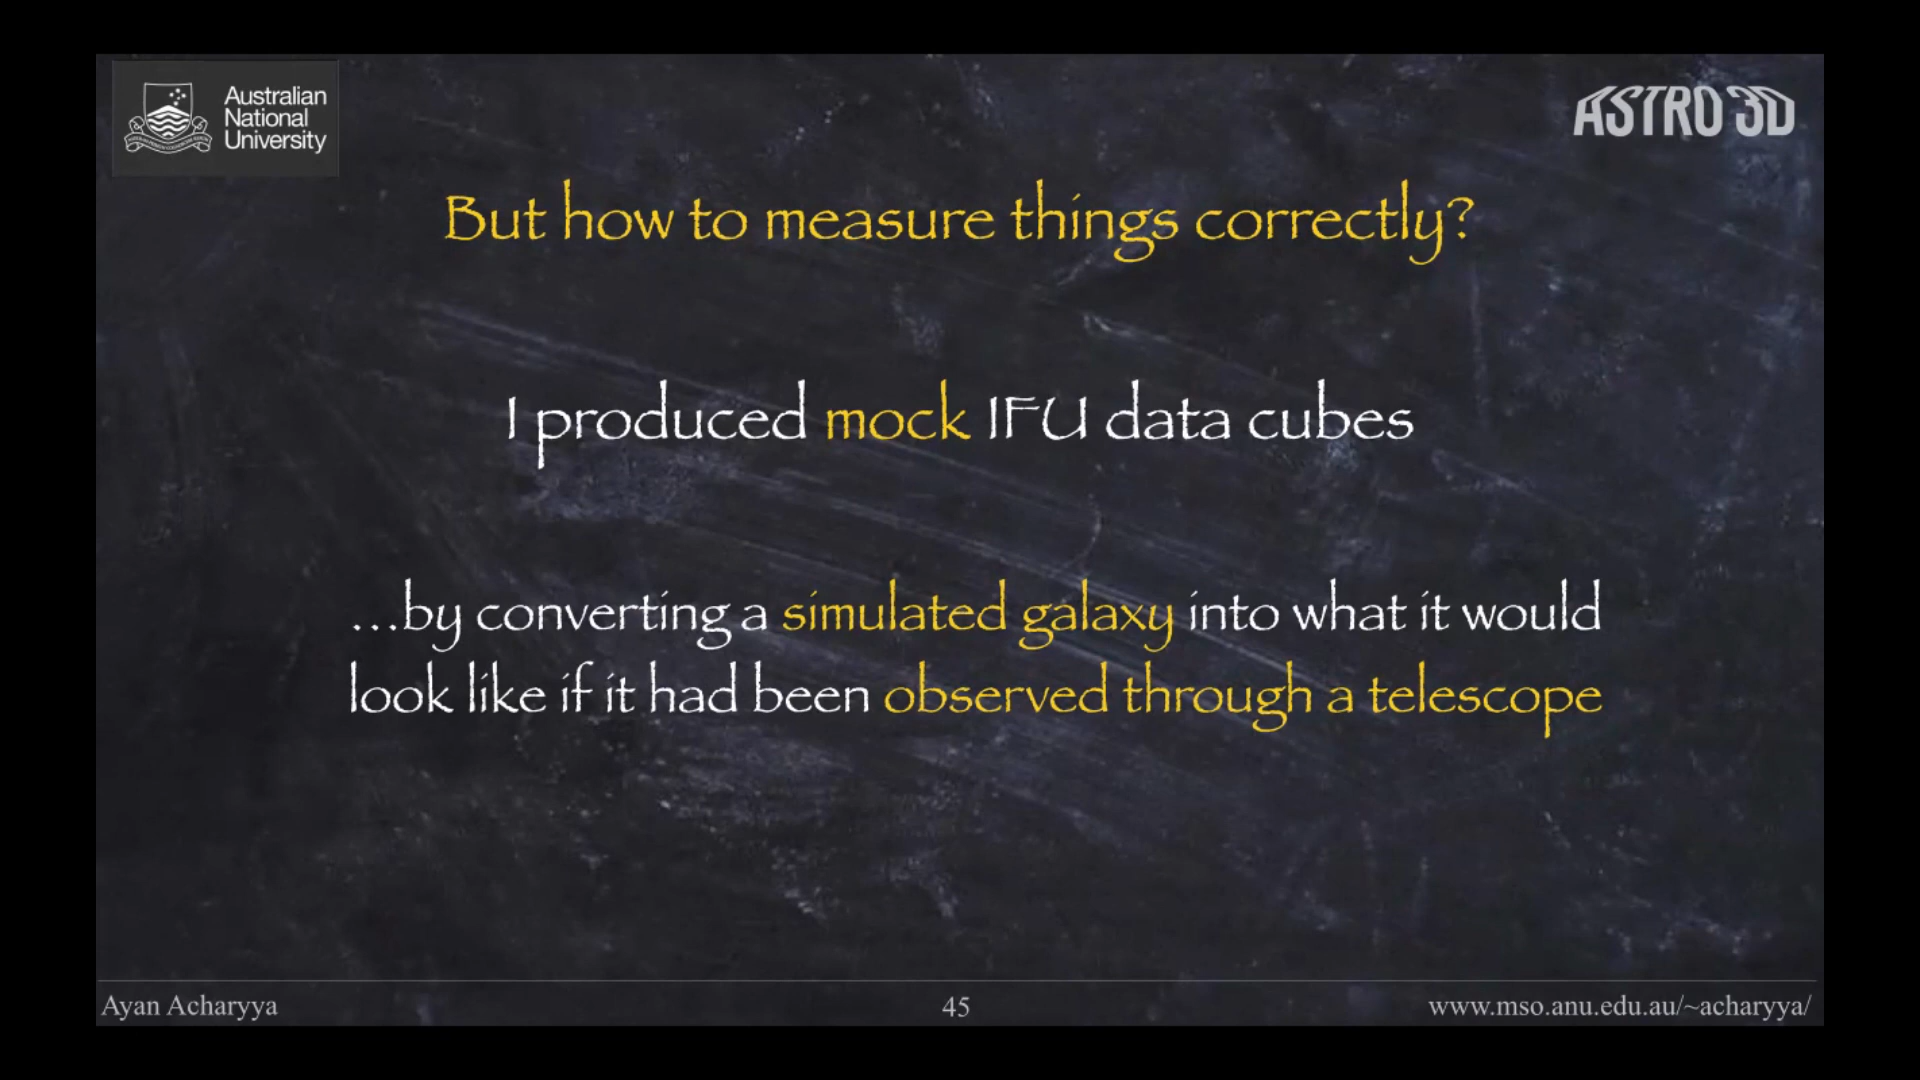 Australian
National
University
ASTRO 3D
But how to measure things correctly?
I produced mock IFU data cubes
...by converting a simulated galaxy into what it would
look like if it had been observed through a telescope
Ayan Acharyya
45
www.mso.anu.edu.au/~acharyya/